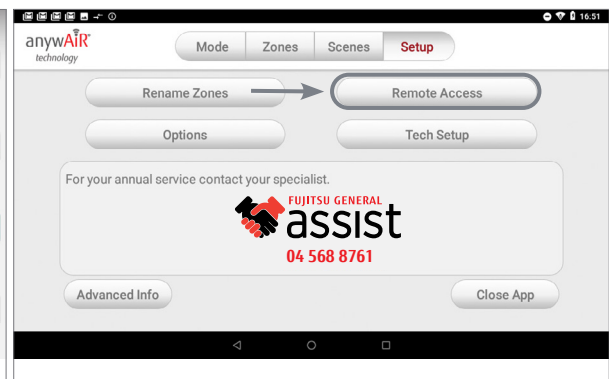 16:51
anywAiR
technology
Mode Zones Scenes Setup
Rename Zones Remote Access
Options Tech Setup
For your annual service contact your specialist.
FUJITSU GENERAL
assist
04 568 8761
Advanced Info Close App